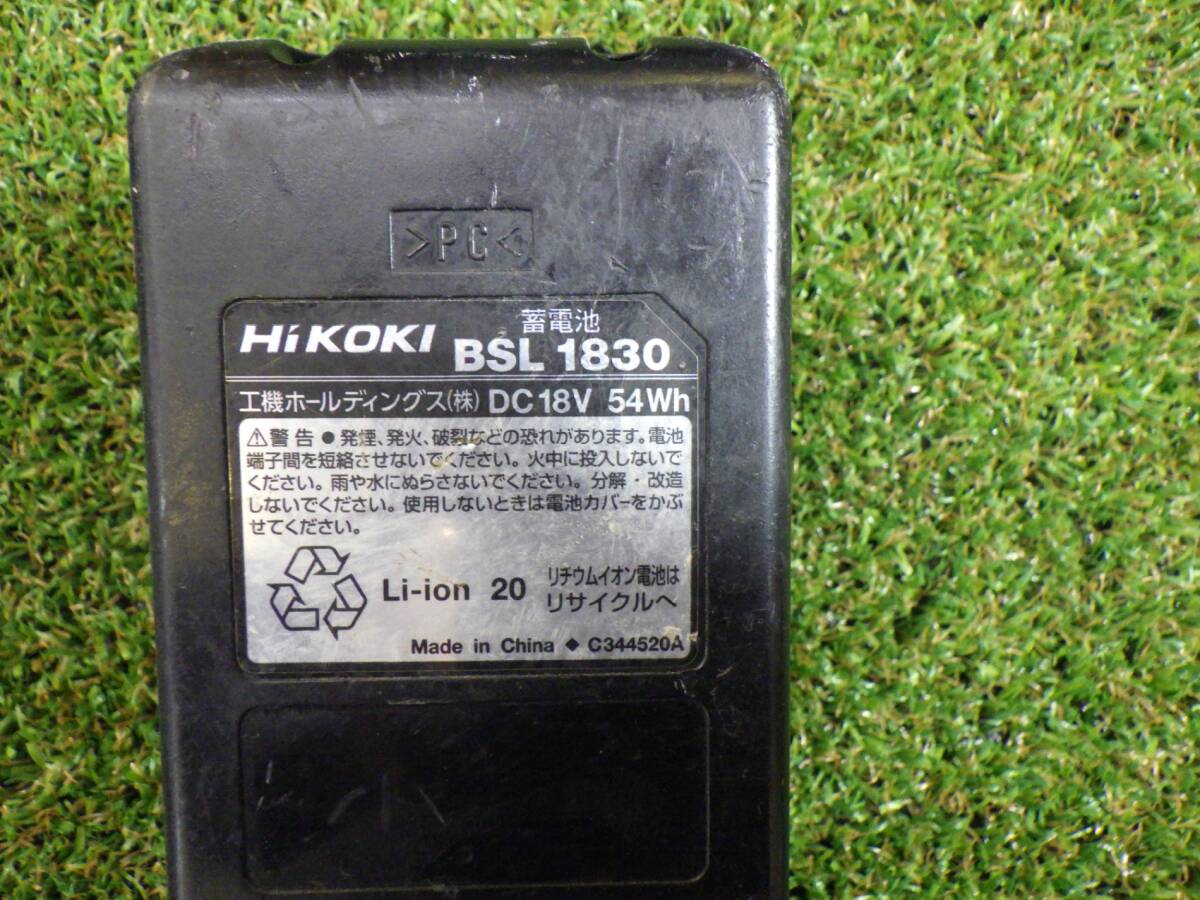 >PC<
蓄電池
HiKOKI BSL 1830
工機ホールディングス(株) DC18V 54Wh
⚠警告 ● 発煙、発火、破裂などの恐れがあります。電池
端子間を短絡させないでください。火中に投入しないで
ください。雨や水にぬらさないでください。分解・改造
しないでください。使用しないときは電池カバーをかぶ
せてください。
Li-ion 20 リチウムイオン電池は
リサイクルへ
Made in China ◆ C344520A